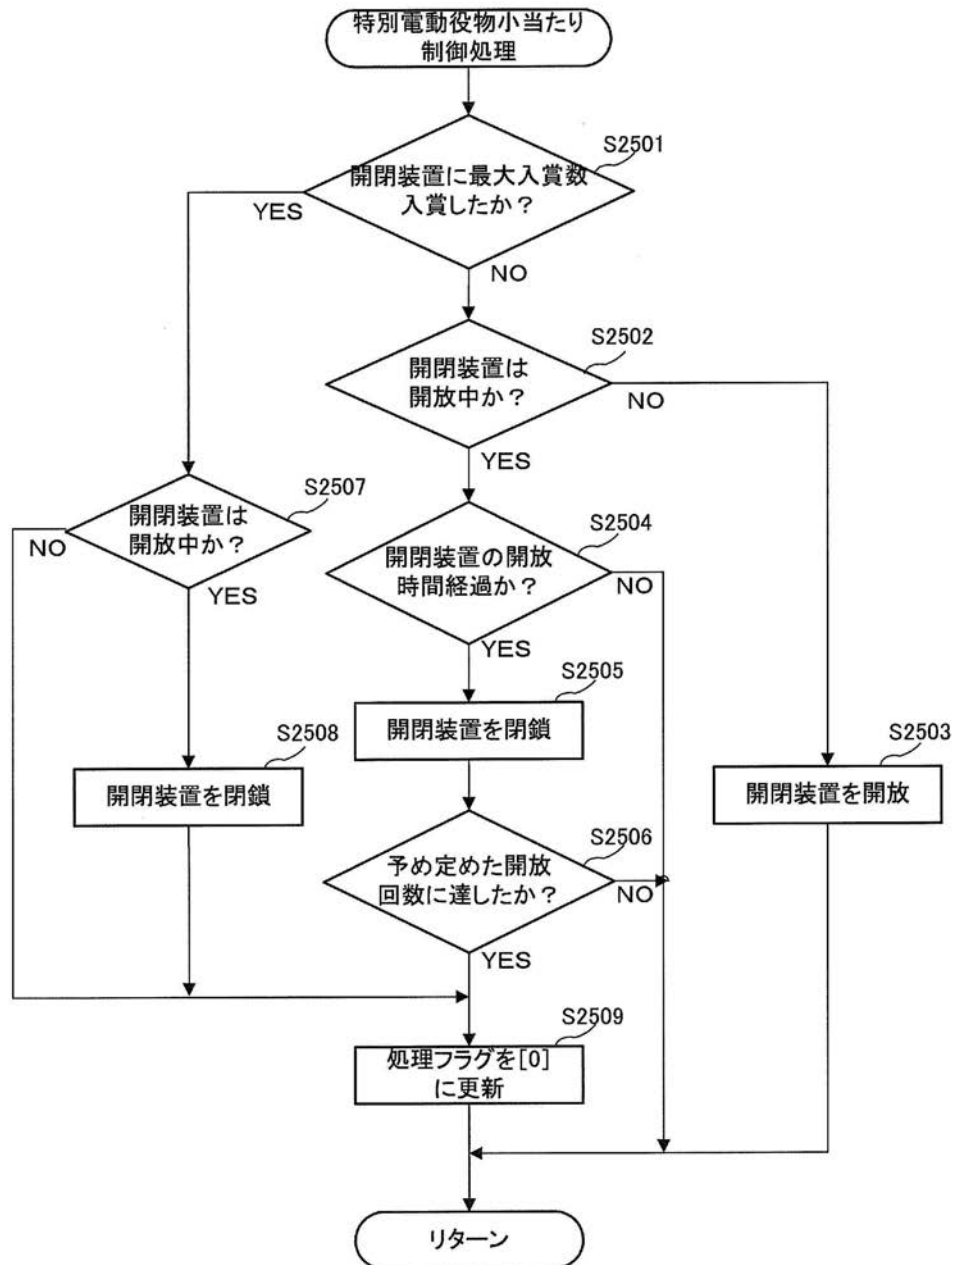 特別電動役物小当たり
制御処理
S2501
開閉装置に最大入賞数
入賞したか？
YES
NO
S2502
開閉装置は
開放中か？
NO
YES
S2507
開閉装置は
開放中か？
NO
YES
S2504
開閉装置の開放
時間経過か？
NO
YES
S2505
開閉装置を閉鎖
S2508
開閉装置を閉鎖
S2503
開閉装置を開放
S2506
予め定めた開放
回数に達したか？
NO
YES
S2509
処理フラグを[0]
に更新
リターン